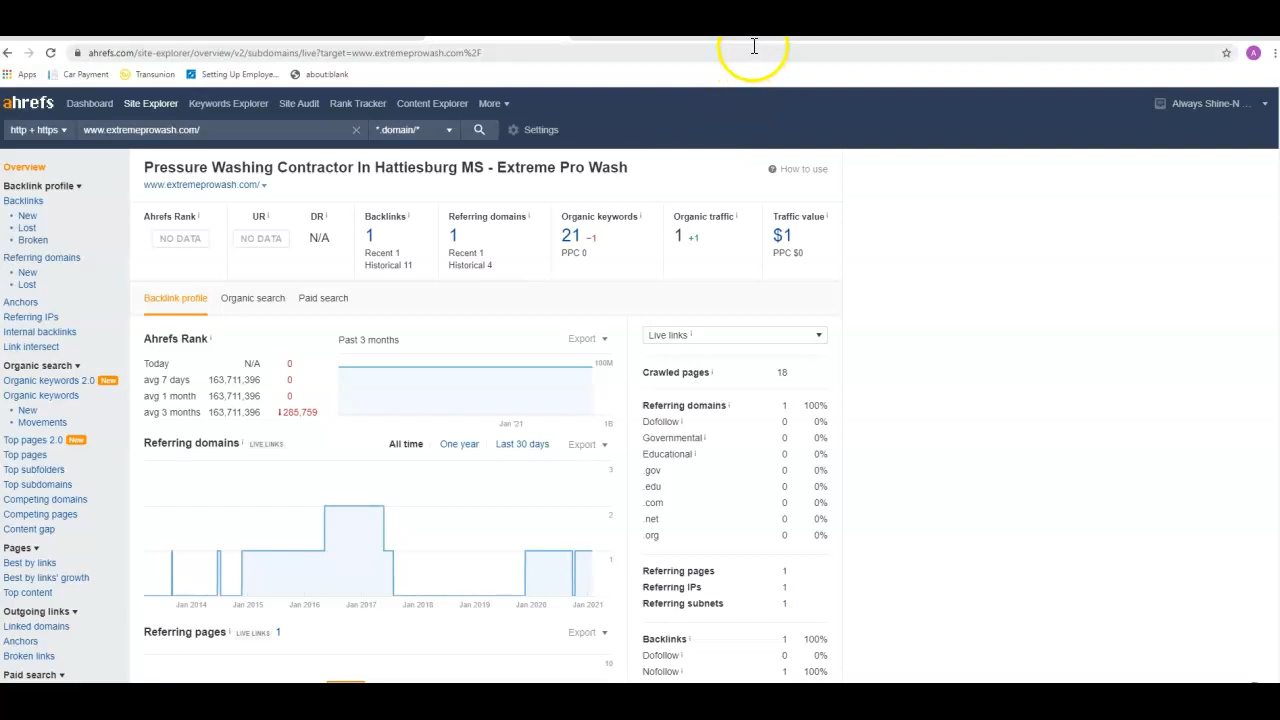 ahrefs.com/site-explorer/overview/v2/subdomains/live?target=www.extremeprowash.com%2F
A
Apps Car Payment Transunion Setting Up Employe... about:blank
ahrefs Dashboard Site Explorer Keywords Explorer Site Audit Rank Tracker Content Explorer More Always Shine-N ...
http + https www.extremeprowash.com/ *.domain/* Settings
Overview
Backlink profile
Backlinks
New
Lost
Broken
Referring domains
New
Lost
Anchors
Referring IPs
Internal backlinks
Link intersect
Organic search
Organic keywords 2.0 New
Organic keywords
New
Movements
Top pages 2.0 New
Top pages
Top subfolders
Top subdomains
Competing domains
Competing pages
Content gap
Pages
Best by links
Best by links' growth
Top content
Outgoing links
Linked domains
Anchors
Broken links
Paid search
Pressure Washing Contractor In Hattiesburg MS - Extreme Pro Wash
How to use
www.extremeprowash.com/
Ahrefs Rank i UR i DR i Backlinks i Referring domains i Organic keywords i Organic traffic i Traffic value i
NO DATA NO DATA N/A 1 1 21 −1 1 +1 $1
Recent 1 Recent 1 PPC 0 PPC $0
Historical 11 Historical 4
Backlink profile Organic search Paid search
Ahrefs Rank i Past 3 months Export
Today N/A 0
avg 7 days 163,711,396 0
avg 1 month 163,711,396 0
avg 3 months 163,711,396 ↓285,759
100M
Jan '21 1B
Referring domains i LIVE LINKS All time One year Last 30 days Export
3
2
1
Jan 2014 Jan 2015 Jan 2016 Jan 2017 Jan 2018 Jan 2019 Jan 2020 Jan 2021
Referring pages i LIVE LINKS 1 Export
10
Live links i
Crawled pages i 18
Referring domains i 1 100%
Dofollow i 0 0%
Governmental i 0 0%
Educational i 0 0%
.gov 0 0%
.edu 0 0%
.com 0 0%
.net 0 0%
.org 0 0%
Referring pages 1
Referring IPs 1
Referring subnets 1
Backlinks i 1 100%
Dofollow i 0 0%
Nofollow i 1 100%